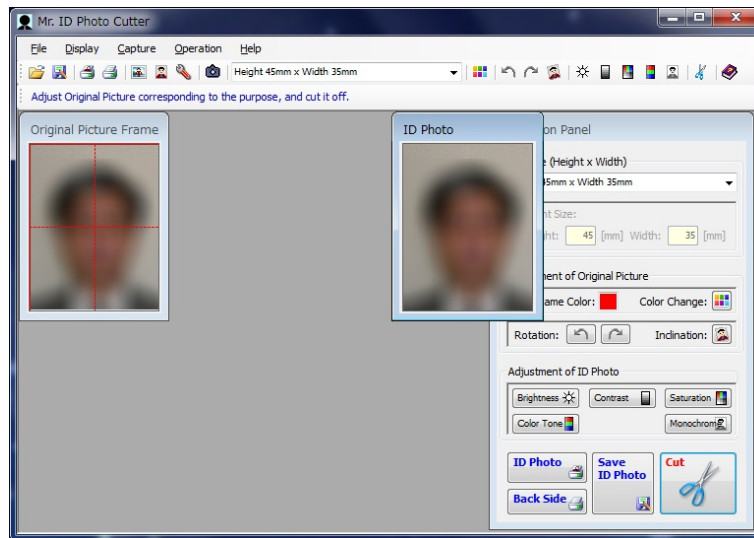 Mr. ID Photo Cutter
File Display Capture Operation Help
Height 45mm x Width 35mm
Adjust Original Picture corresponding to the purpose, and cut it off.
Original Picture Frame
ID Photo
on Panel
(Height x Width)
5mm x Width 35mm
nt Size:
ht: 45 [mm] Width: 35 [mm]
ment of Original Picture
ame Color: Color Change:
Rotation: Inclination:
Adjustment of ID Photo
Brightness Contrast Saturation
Color Tone Monochrom
ID Photo
Save ID Photo
Cut
Back Side